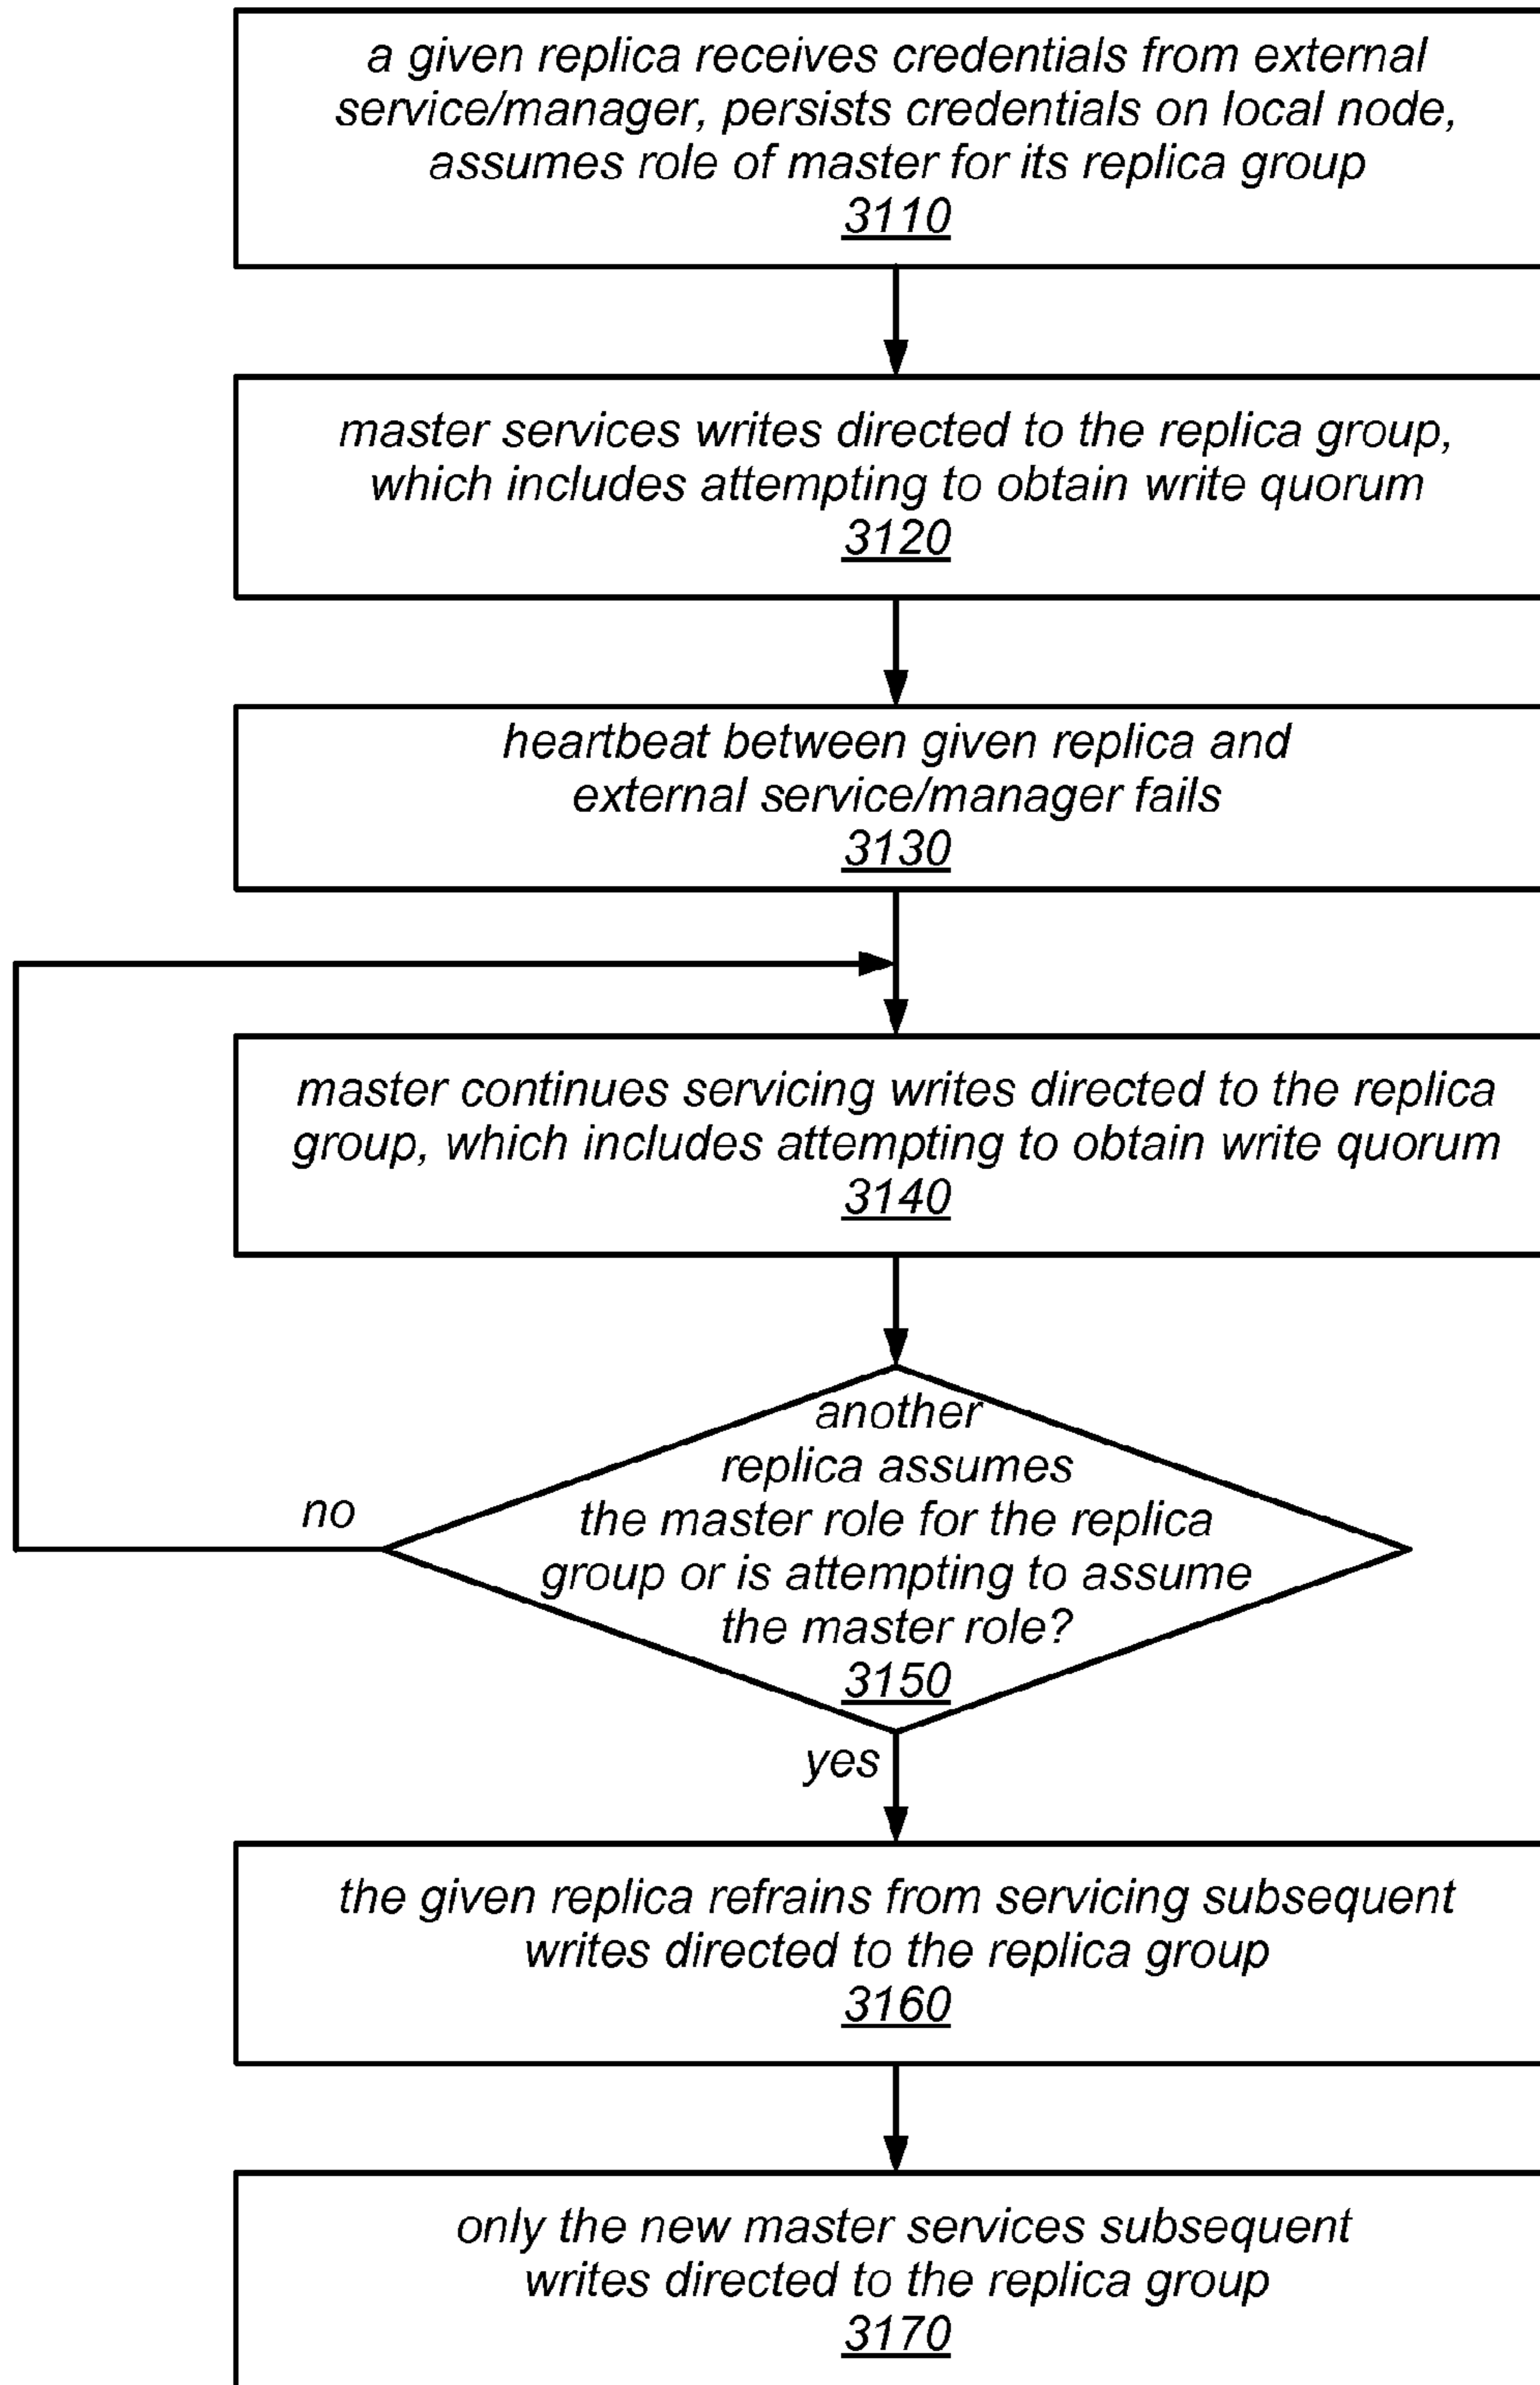 a given replica receives credentials from external
service/manager, persists credentials on local node,
assumes role of master for its replica group
3110
master services writes directed to the replica group,
which includes attempting to obtain write quorum
3120
heartbeat between given replica and
external service/manager fails
3130
master continues servicing writes directed to the replica
group, which includes attempting to obtain write quorum
3140
another
replica assumes
the master role for the replica
group or is attempting to assume
the master role?
3150
no
yes
the given replica refrains from servicing subsequent
writes directed to the replica group
3160
only the new master services subsequent
writes directed to the replica group
3170